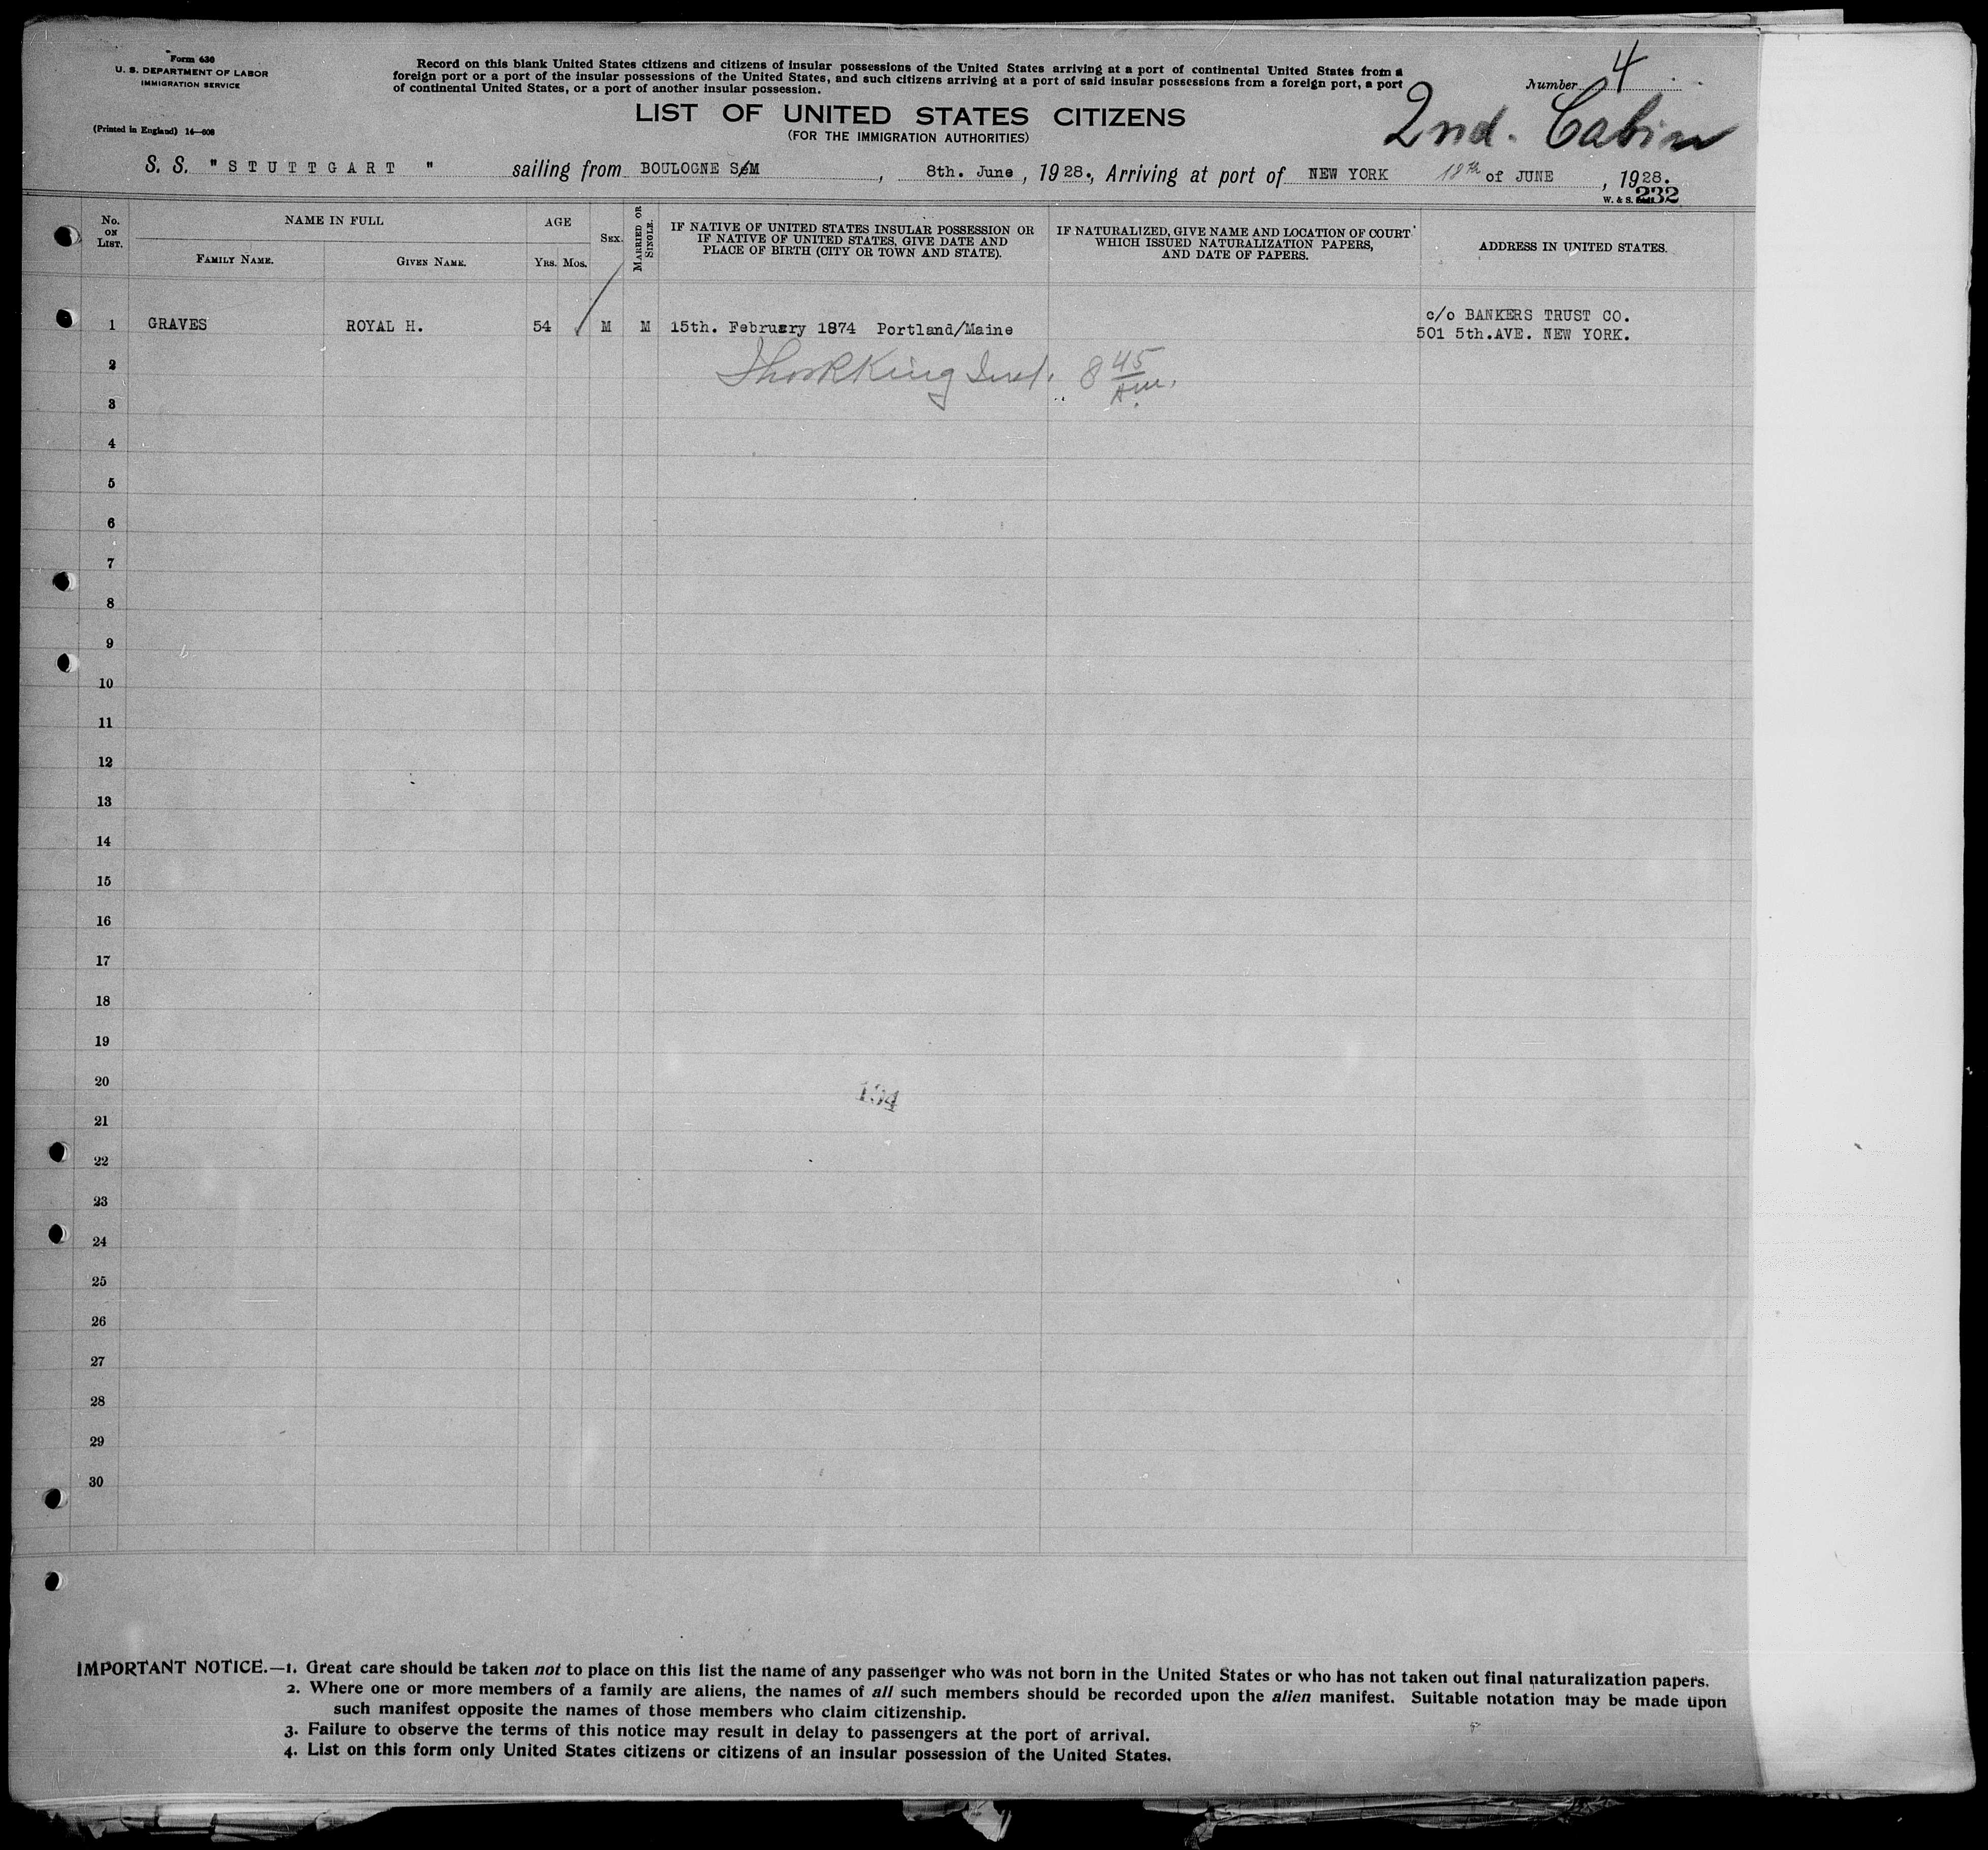 Form 630
U. S. DEPARTMENT OF LABOR
IMMIGRATION SERVICE
(Printed in England) 14—608
Record on this blank United States citizens and citizens of insular possessions of the United States arriving at a port of continental United States from a
foreign port or a port of the insular possessions of the United States, and such citizens arriving at a port of said insular possessions from a foreign port, a port
of continental United States, or a port of another insular possession.
Number 4
LIST OF UNITED STATES CITIZENS
(FOR THE IMMIGRATION AUTHORITIES)
2nd. Cabin
S. S. "STUTTGART" sailing from BOULOGNE S/M, 8th. June, 1928., Arriving at port of NEW YORK 18th of JUNE, 1928.
W. & S. 232
No. ON LIST.
NAME IN FULL
FAMILY NAME. GIVEN NAME.
AGE
YRS. MOS.
SEX.
MARRIED OR SINGLE.
IF NATIVE OF UNITED STATES INSULAR POSSESSION OR
IF NATIVE OF UNITED STATES, GIVE DATE AND
PLACE OF BIRTH (CITY OR TOWN AND STATE).
IF NATURALIZED, GIVE NAME AND LOCATION OF COURT
WHICH ISSUED NATURALIZATION PAPERS,
AND DATE OF PAPERS.
ADDRESS IN UNITED STATES.
1 GRAVES ROYAL H. 54 M M 15th. February 1874 Portland/Maine
c/o BANKERS TRUST CO.
501 5th.AVE. NEW YORK.
2
King 8 45
Am.
3
4
5
6
7
8
9
10
11
12
13
14
15
16
17
18
19
20
21
22
23
24
25
26
27
28
29
30
IMPORTANT NOTICE.—1. Great care should be taken not to place on this list the name of any passenger who was not born in the United States or who has not taken out final naturalization papers.
2. Where one or more members of a family are aliens, the names of all such members should be recorded upon the alien manifest. Suitable notation may be made upon
such manifest opposite the names of those members who claim citizenship.
3. Failure to observe the terms of this notice may result in delay to passengers at the port of arrival.
4. List on this form only United States citizens or citizens of an insular possession of the United States.